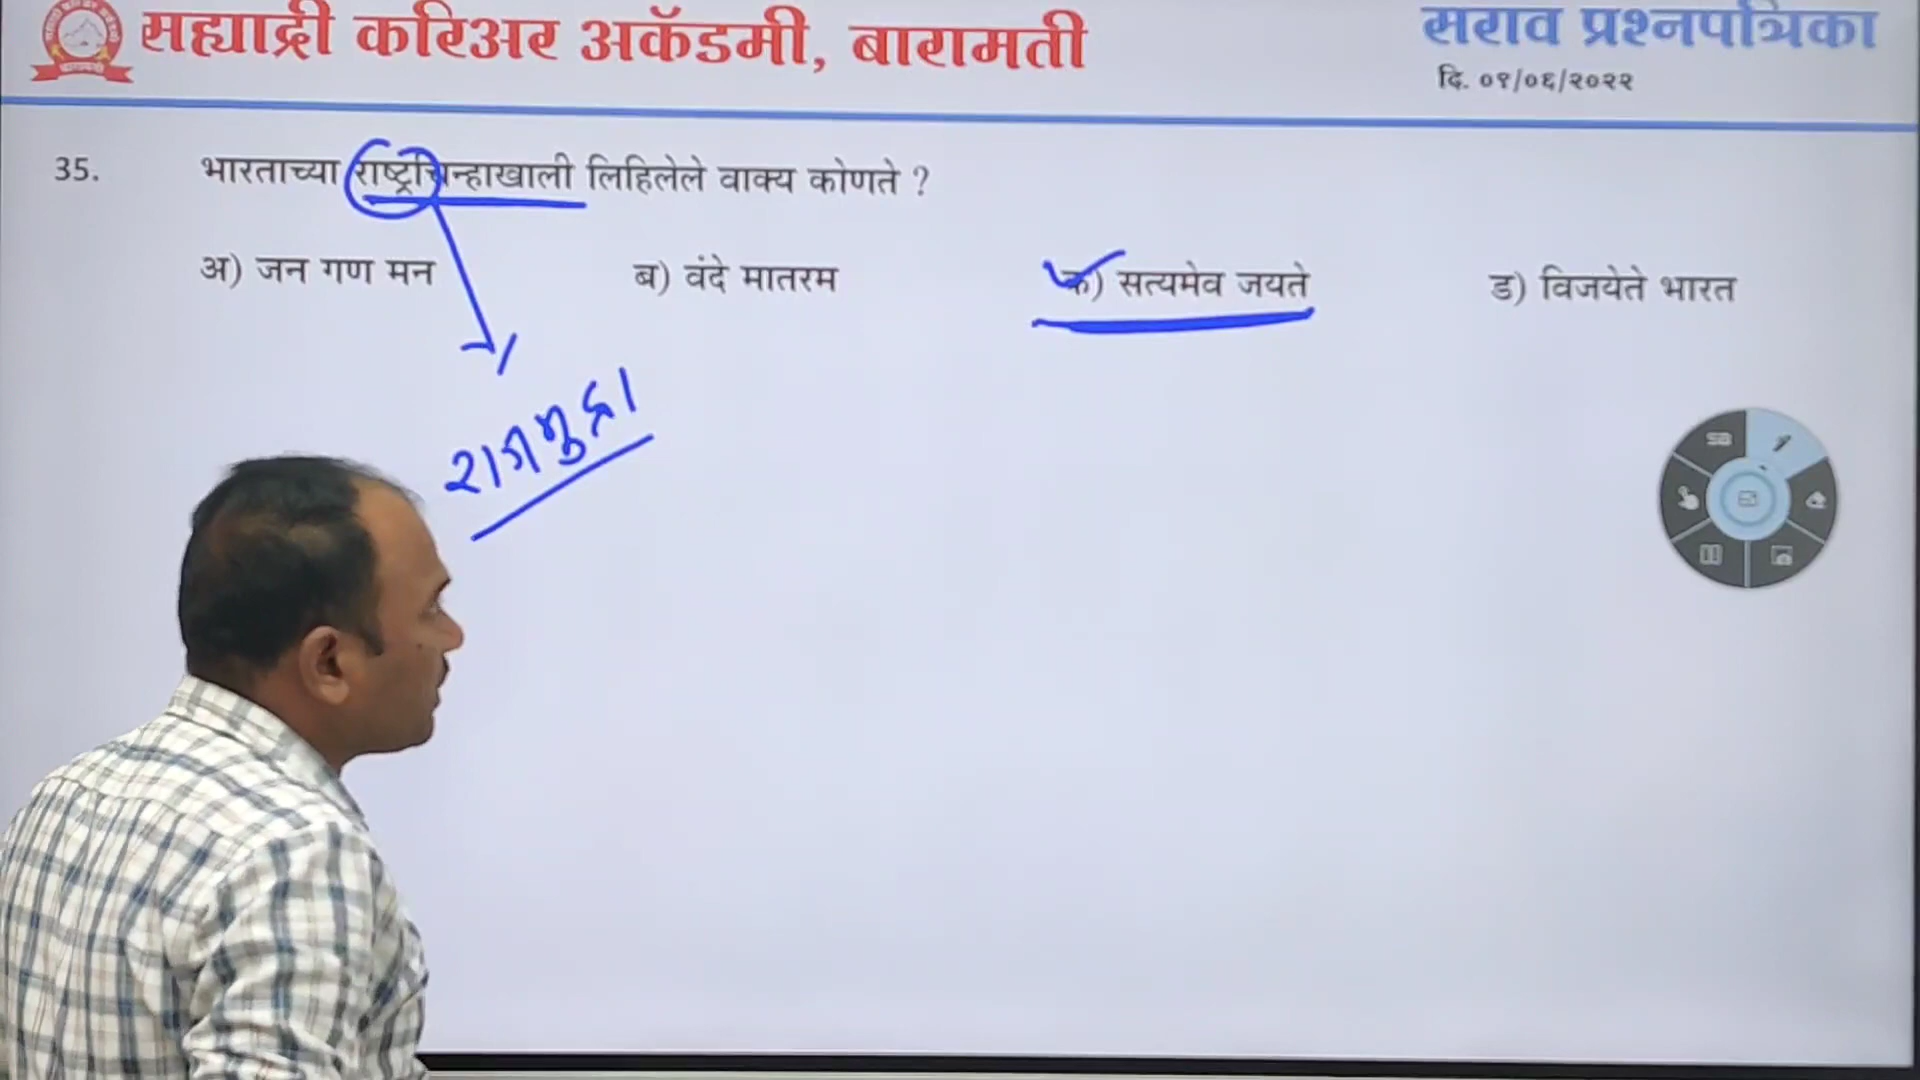 सह्याद्री करिअर अकॅडमी, बारामती
सराव प्रश्नपत्रिका
दि. ०९/०६/२०२२
35. भारताच्या राष्ट्रचिन्हाखाली लिहिलेले वाक्य कोणते ?
अ) जन गण मन ब) वंदे मातरम क) सत्यमेव जयते ड) विजयेते भारत
राजमुद्रा